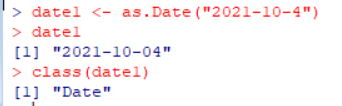 > date1 <- as.Date("2021-10-4")
> date1
[1] "2021-10-04"
> class(date1)
[1] "Date"